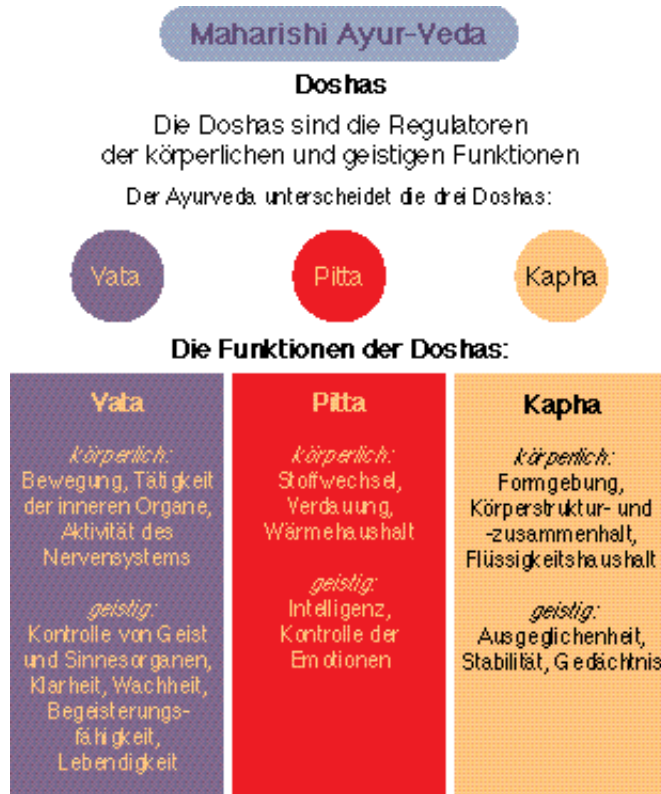 Maharishi Ayur-Veda
Doshas
Die Doshas sind die Regulatoren
der körperlichen und geistigen Funktionen
Der Ayurveda unterscheidet die drei Doshas:
Vata
Pitta
Kapha
Die Funktionen der Doshas:
Vata
körperlich:
Bewegung, Tätigkeit
der inneren Organe,
Aktivität des
Nervensystems
geistig:
Kontrolle von Geist
und Sinnesorganen,
Klarheit, Wachheit,
Begeisterungs-
fähigkeit,
Lebendigkeit
Pitta
körperlich:
Stoffwechsel,
Verdauung,
Wärmehaushalt
geistig:
Intelligenz,
Kontrolle der
Emotionen
Kapha
körperlich:
Formgebung,
Körperstruktur- und
-zusammenhalt,
Flüssigkeitshaushalt
geistig:
Ausgeglichenheit,
Stabilität, Gedächtnis